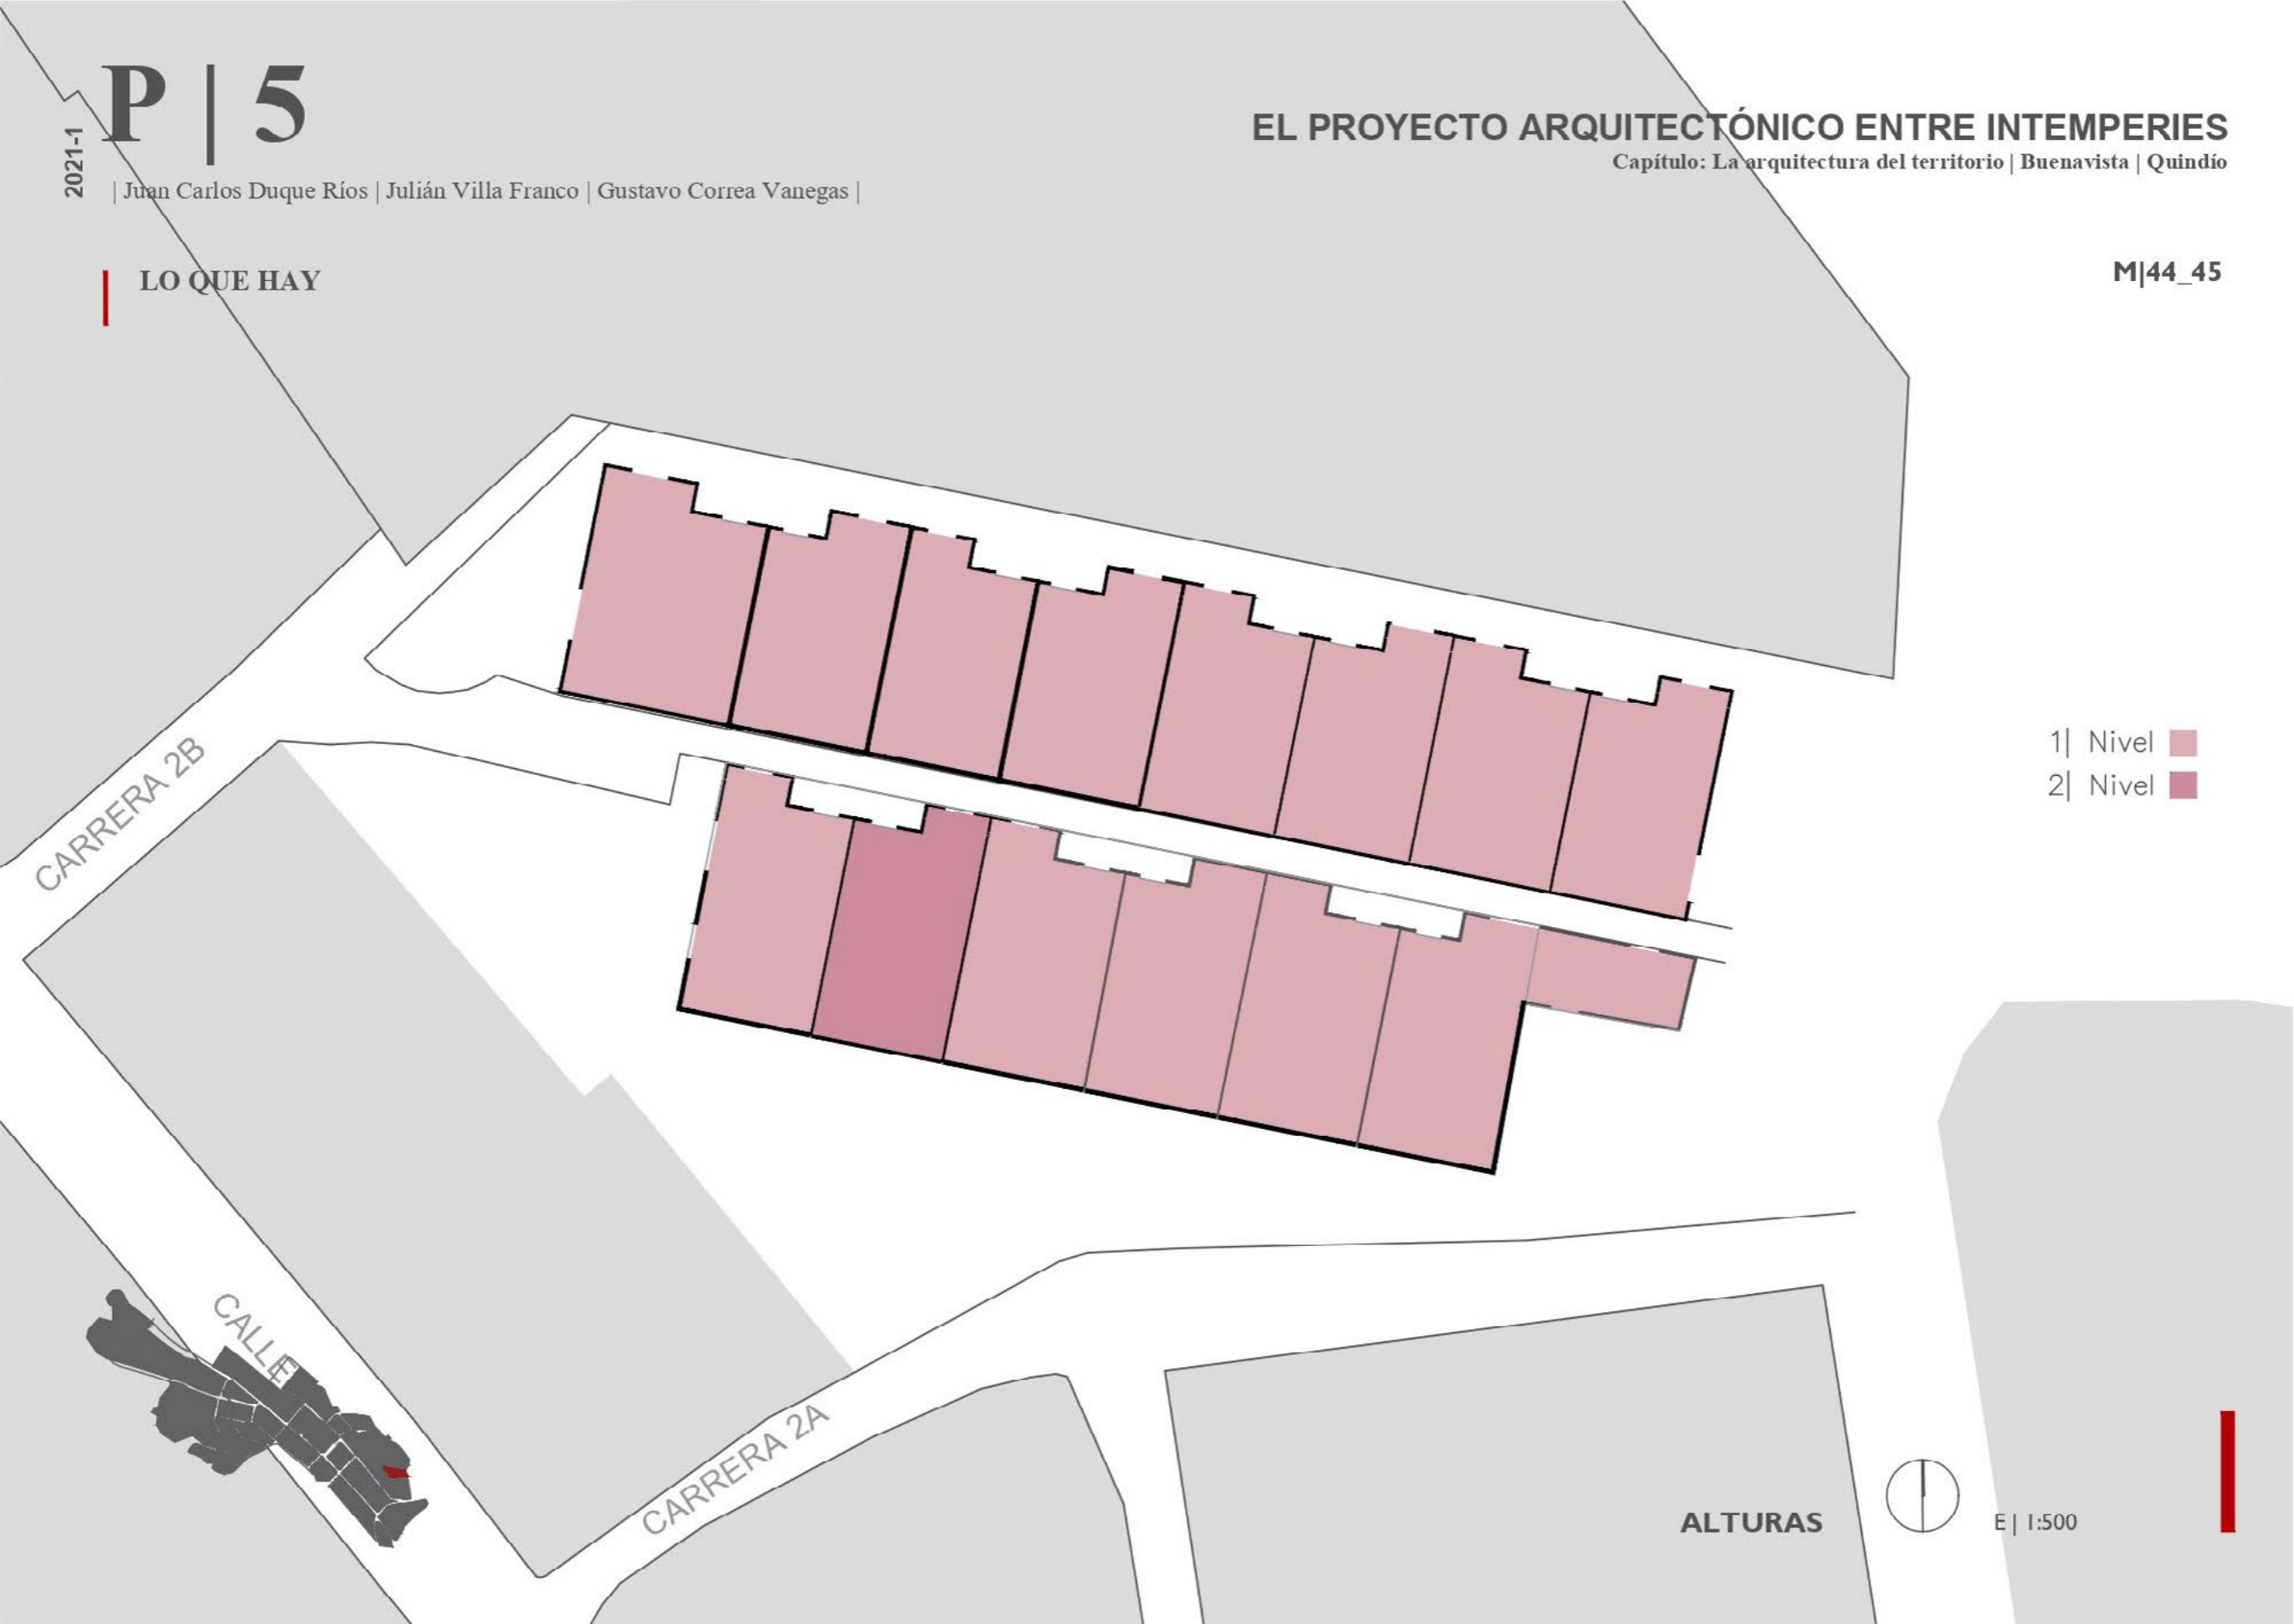 P | 5
2021-1
| Juan Carlos Duque Ríos | Julián Villa Franco | Gustavo Correa Vanegas |
EL PROYECTO ARQUITECTÓNICO ENTRE INTEMPERIES
Capítulo: La arquitectura del territorio | Buenavista | Quindío
LO QUE HAY
M|44_45
1| Nivel
2| Nivel
CARRERA 2B
CALLE
CARRERA 2A
ALTURAS
E | 1:500